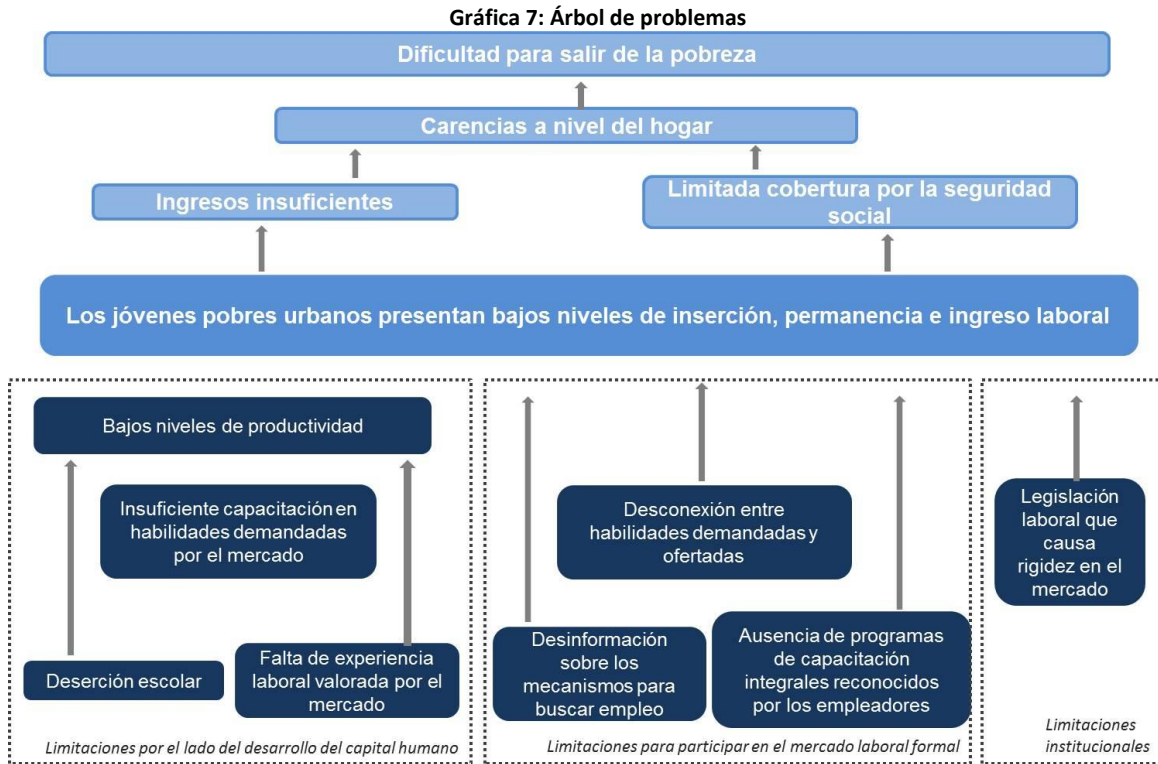 Gráfica 7: Árbol de problemas
Dificultad para salir de la pobreza
Carencias a nivel del hogar
Ingresos insuficientes
Limitada cobertura por la seguridad
social
Los jóvenes pobres urbanos presentan bajos niveles de inserción, permanencia e ingreso laboral
Bajos niveles de productividad
Insuficiente capacitación en
habilidades demandadas
por el mercado
Deserción escolar
Falta de experiencia
laboral valorada por el
mercado
Limitaciones por el lado del desarrollo del capital humano
Desconexión entre
habilidades demandadas y
ofertadas
Desinformación
sobre los
mecanismos para
buscar empleo
Ausencia de programas
de capacitación
integrales reconocidos
por los empleadores
Limitaciones para participar en el mercado laboral formal
Legislación
laboral que
causa
rigidez en el
mercado
Limitaciones
institucionales